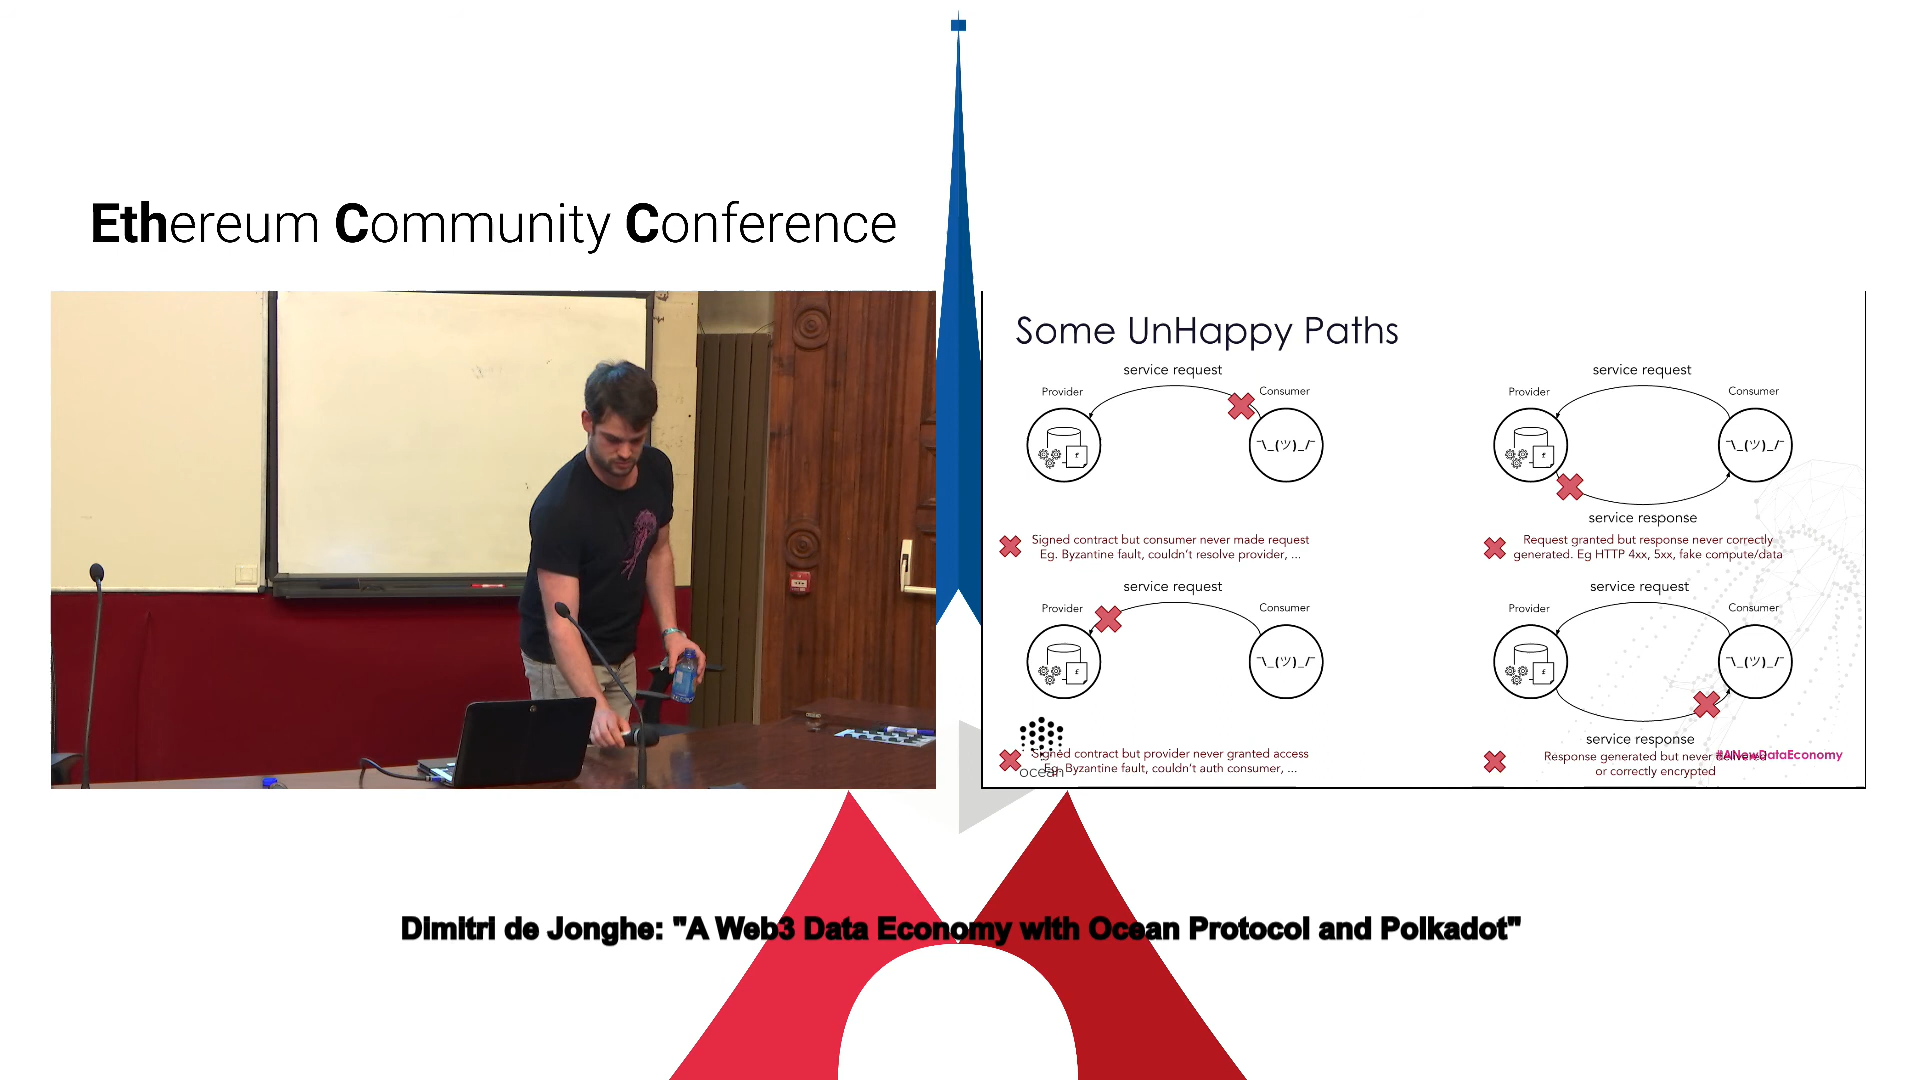 Ethereum Community Conference
Some UnHappy Paths
service request
Provider
Consumer
¯\_(ツ)_/¯
f
Signed contract but consumer never made request
Eg. Byzantine fault, couldn't resolve provider, ...
service request
Provider
Consumer
¯\_(ツ)_/¯
f
service response
Request granted but response never correctly
generated. Eg HTTP 4xx, 5xx, fake compute/data
service request
Provider
Consumer
¯\_(ツ)_/¯
f
Signed contract but provider never granted access
Eg. Byzantine fault, couldn't auth consumer, ...
ocean
service request
Provider
Consumer
¯\_(ツ)_/¯
f
service response
Response generated but never delivered
or correctly encrypted
#ANewDataEconomy
Dimitri de Jonghe: "A Web3 Data Economy with Ocean Protocol and Polkadot"